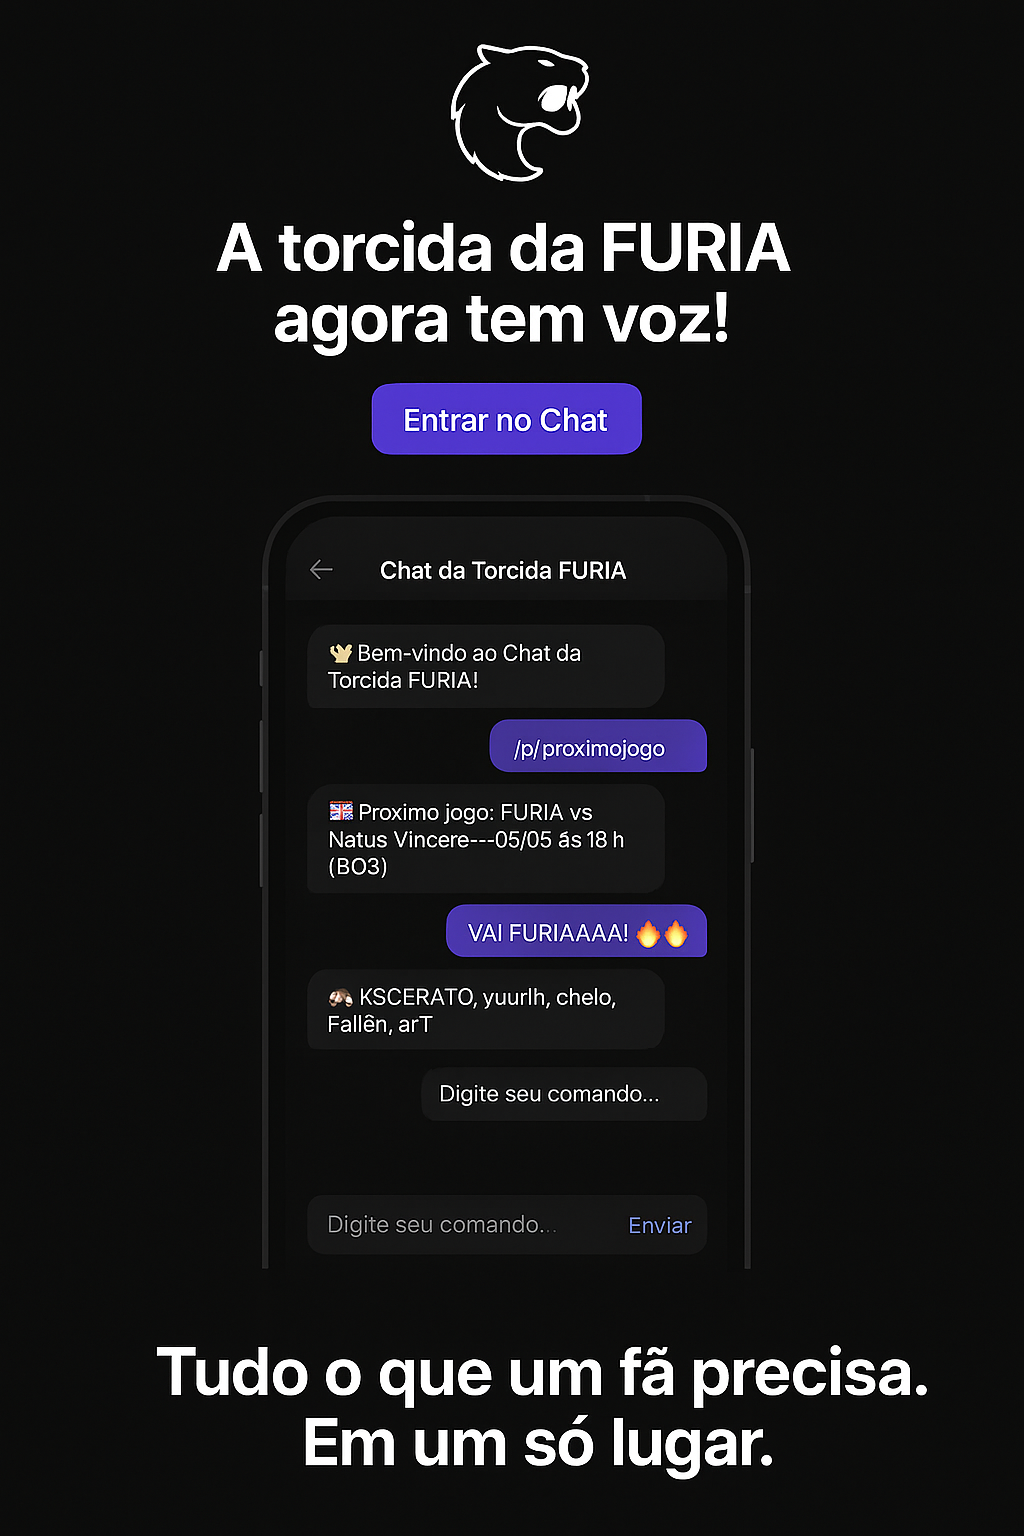 A torcida da FURIA
agora tem voz!
Entrar no Chat
Chat da Torcida FURIA
Bem-vindo ao Chat da
Torcida FURIA!
/p/proximojogo
Proximo jogo: FURIA vs
Natus Vincere---05/05 ás 18 h
(BO3)
VAI FURIAAAA! 🔥🔥
KSCERATO, yuurlh, chelo,
Fallên, arT
Digite seu comando...
Digite seu comando...
Enviar
Tudo o que um fã precisa.
Em um só lugar.